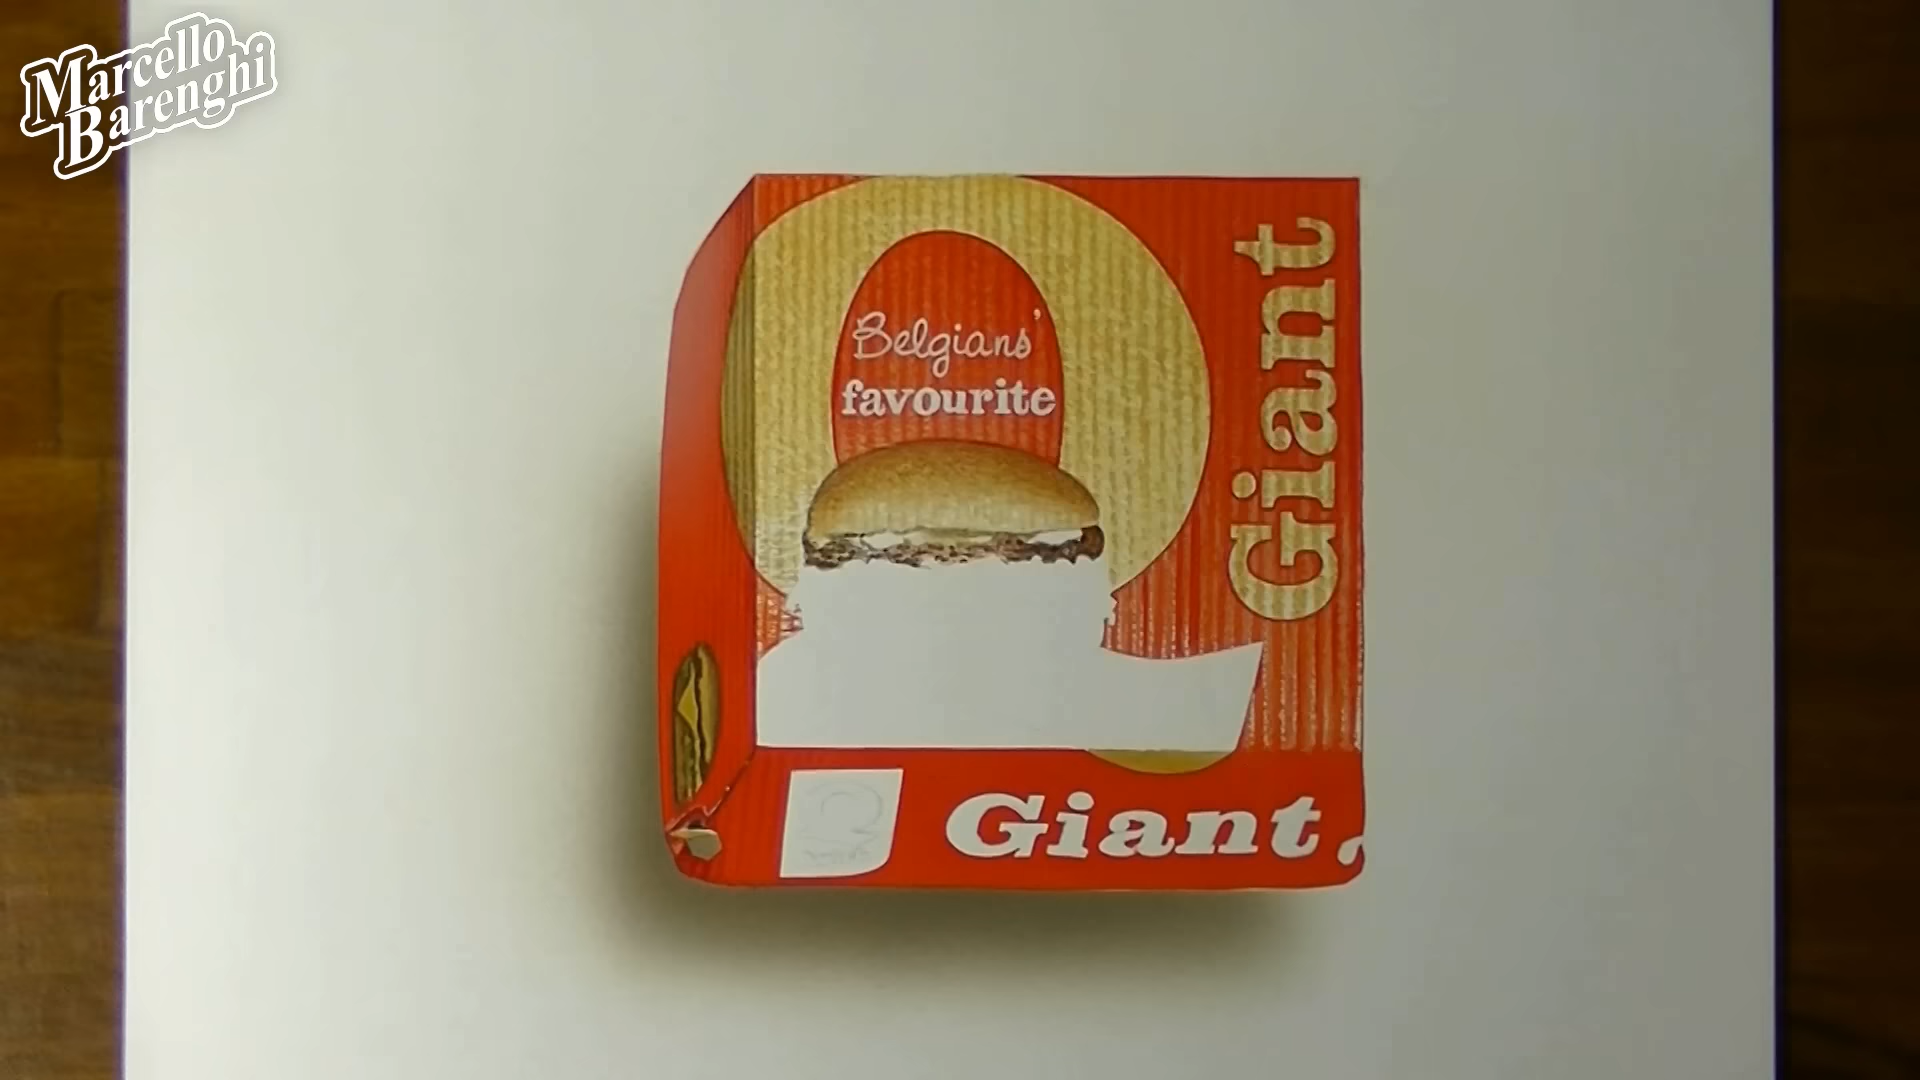 Marcello
Barenghi
Belgians'
favourite
Giant
Giant